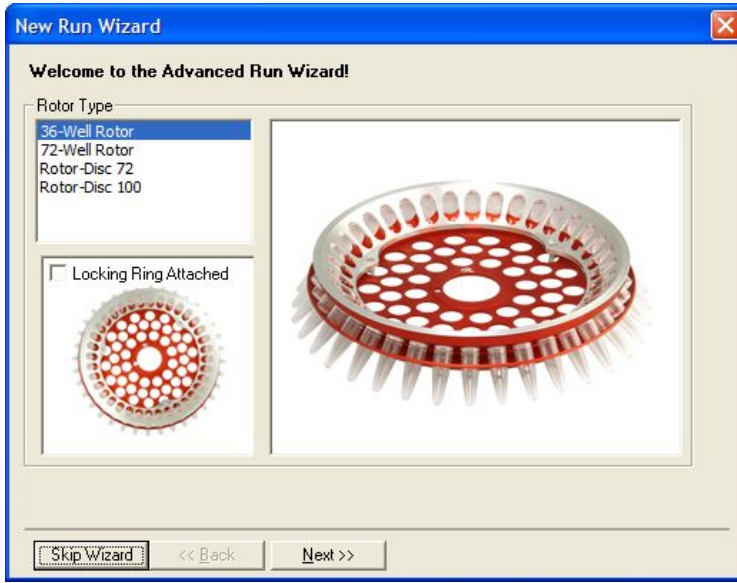 New Run Wizard
Welcome to the Advanced Run Wizard!
Rotor Type
36-Well Rotor
72-Well Rotor
Rotor-Disc 72
Rotor-Disc 100
Locking Ring Attached
Skip Wizard
<< Back
Next >>